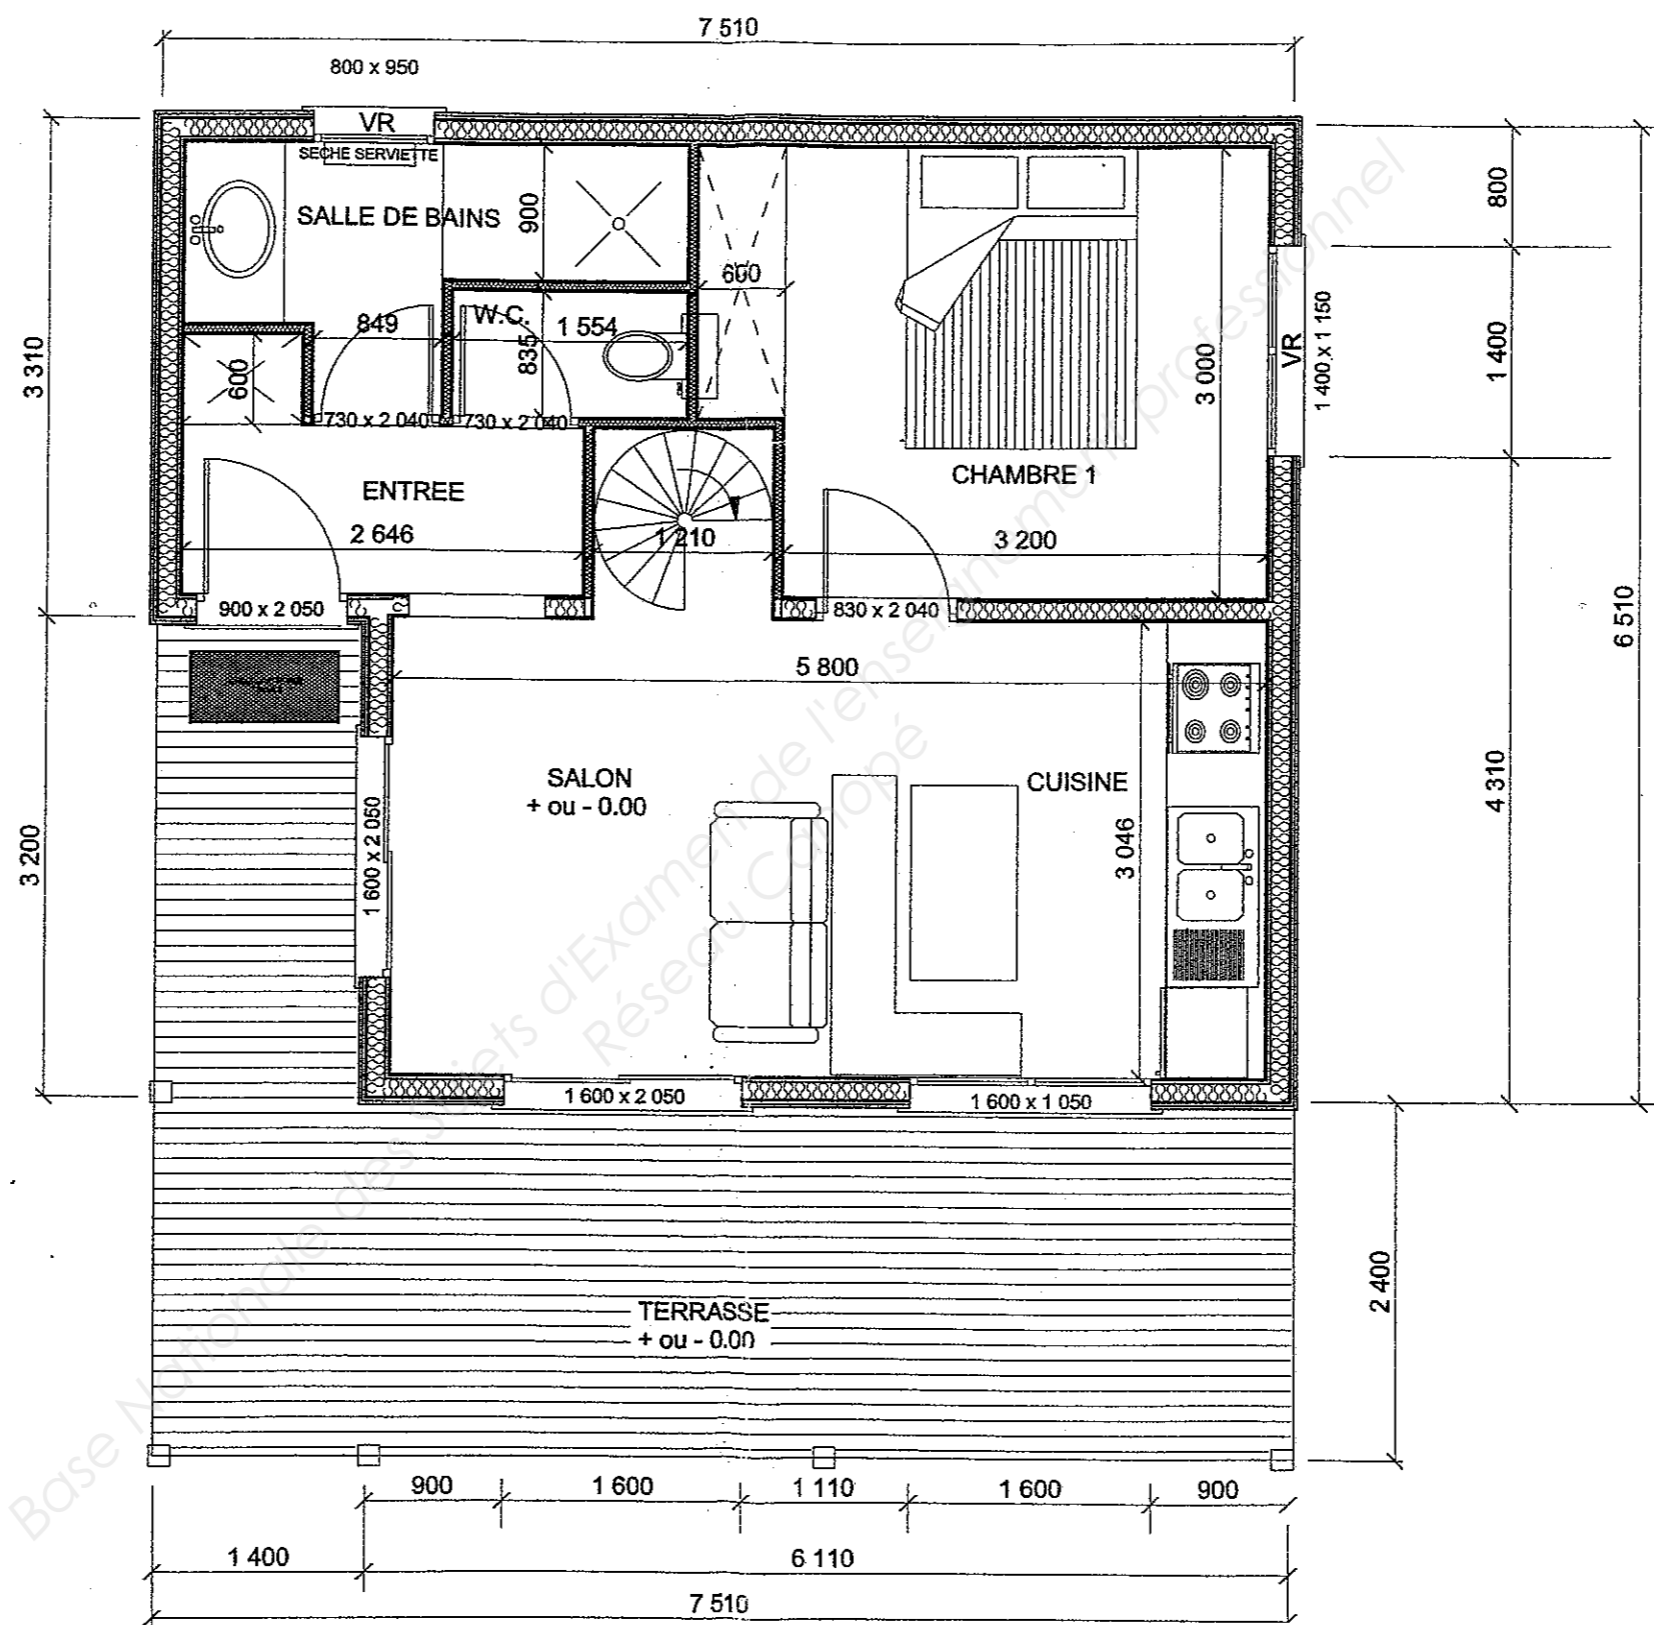 7 510
800 x 950
VR
SECHE SERVIETTE
SALLE DE BAINS
900
600
800
3 310
849
W.C.
1 554
835
600
3 000
VR
1 400 x 1 150
1 400
730 x 2 040
730 x 2 040
ENTREE
CHAMBRE 1
2 646
1 210
3 200
900 x 2 050
830 x 2 040
6 510
5 800
SALON
+ ou - 0.00
CUISINE
4 310
3 200
1 600 x 2 050
3 046
1 600 x 2 050
1 600 x 1 050
2 400
TERRASSE
+ ou - 0.00
900
1 600
1 110
1 600
900
1 400
6 110
7 510
Base Nationale des Sujets d'Examen de l'enseignement professionnel
Réseau Canopé